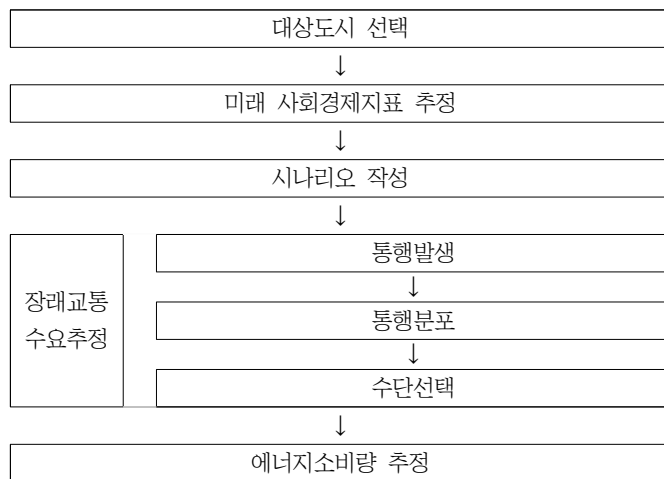 대상도시 선택
↓
미래 사회경제지표 추정
↓
시나리오 작성
↓
장래교통
수요추정
통행발생
↓
통행분포
↓
수단선택
↓
에너지소비량 추정